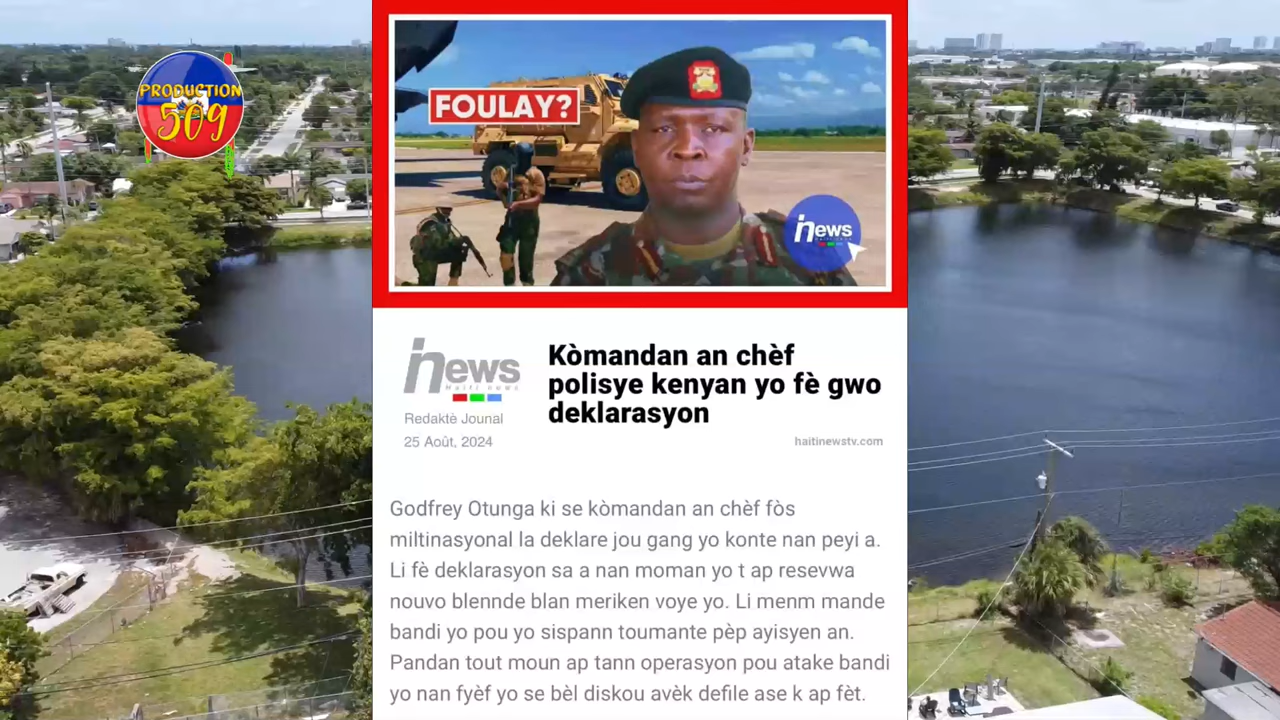 PRODUCTION
509
FOULAY?
inews
inews
Haiti news
Kòmandan an chèf
polisye kenyan yo fè gwo
deklarasyon
Redaktè Jounal
25 Août, 2024
haitinewstv.com
Godfrey Otunga ki se kòmandan an chèf fòs
miltinasyonal la deklare jou gang yo konte nan peyi a.
Li fè deklarasyon sa a nan moman yo t ap resevwa
nouvo blennde blan meriken voye yo. Li menm mande
bandi yo pou yo sispann toumante pèp ayisyen an.
Pandan tout moun ap tann operasyon pou atake bandi
yo nan fyèf yo se bèl diskou avèk defile ase k ap fèt.